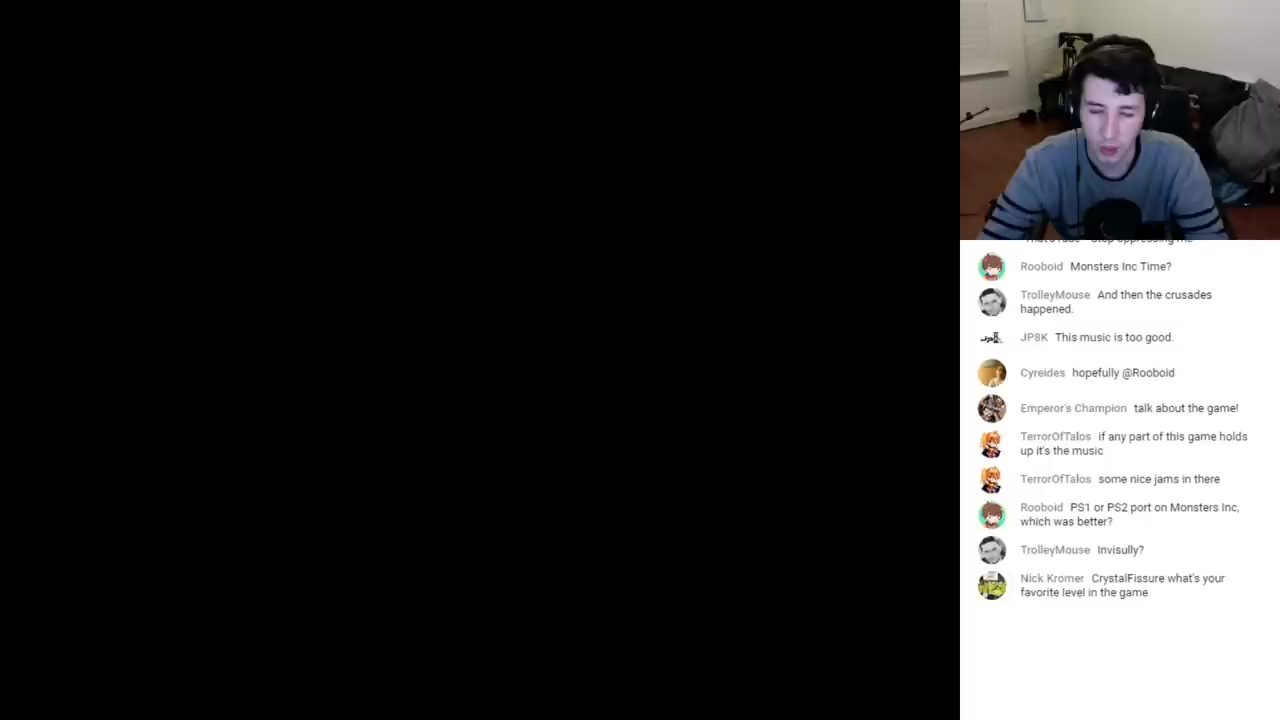 Rooboid Monsters Inc Time?
TrolleyMouse And then the crusades
happened.
JP8K This music is too good.
Cyreides hopefully @Rooboid
Emperor's Champion talk about the game!
TerrorOfTalos if any part of this game holds
up it's the music
TerrorOfTalos some nice jams in there
Rooboid PS1 or PS2 port on Monsters Inc,
which was better?
TrolleyMouse Invisully?
Nick Kromer CrystalFissure what's your
favorite level in the game